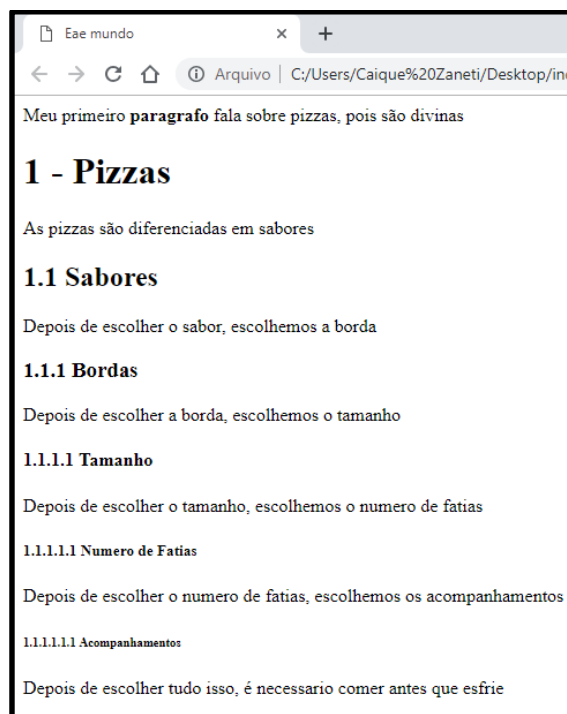 Eae mundo
Arquivo | C:/Users/Caique%20Zaneti/Desktop/in
Meu primeiro paragrafo fala sobre pizzas, pois são divinas
1 - Pizzas
As pizzas são diferenciadas em sabores
1.1 Sabores
Depois de escolher o sabor, escolhemos a borda
1.1.1 Bordas
Depois de escolher a borda, escolhemos o tamanho
1.1.1.1 Tamanho
Depois de escolher o tamanho, escolhemos o numero de fatias
1.1.1.1.1 Numero de Fatias
Depois de escolher o numero de fatias, escolhemos os acompanhamentos
1.1.1.1.1.1 Acompanhamentos
Depois de escolher tudo isso, é necessario comer antes que esfrie